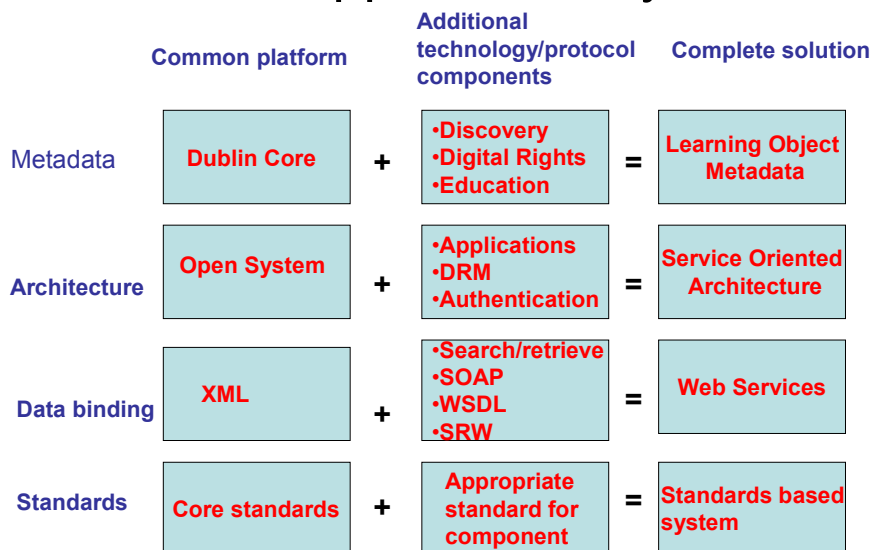 Additional
technology/protocol
components
Common platform
Complete solution
Metadata
Dublin Core
+
•Discovery
•Digital Rights
•Education
=
Learning Object
Metadata
Architecture
Open System
+
•Applications
•DRM
•Authentication
=
Service Oriented
Architecture
Data binding
XML
+
•Search/retrieve
•SOAP
•WSDL
•SRW
=
Web Services
Standards
Core standards
+
Appropriate
standard for
component
=
Standards based
system